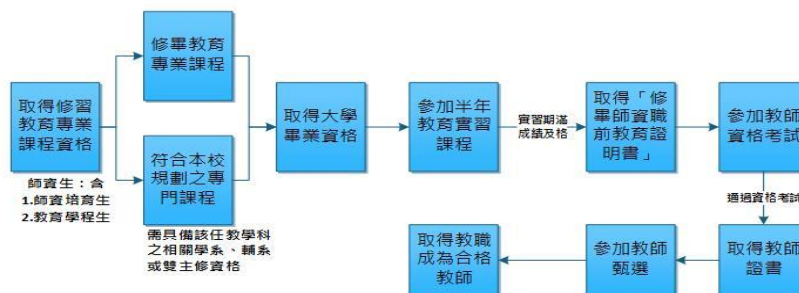 取得修習
教育專業
課程資格
師資生：含
1.師資培育生
2.教育學程生
修畢教育
專業課程
符合本校
規劃之專
門課程
需具備該任教學科
之相關學系、輔系
或雙主修資格
取得大學
畢業資格
參加半年
教育實習
課程
實習期滿
成績及格
取得「修
畢師資職
前教育證
明書」
參加教師
資格考試
通過資格考試
取得教師
證書
參加教師
甄選
取得教職
成為合格
教師